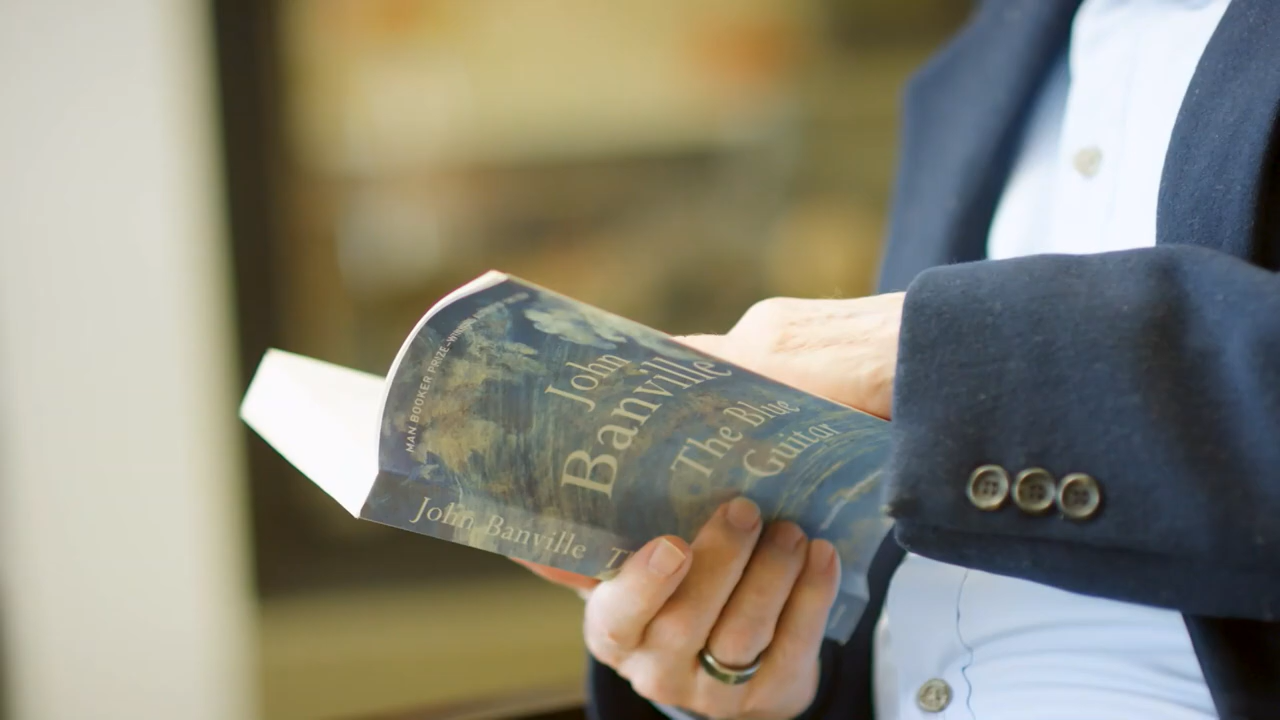 MAN BOOKER PRIZE-WINNING
John
Banville
The Blue
Guitar
John Banville